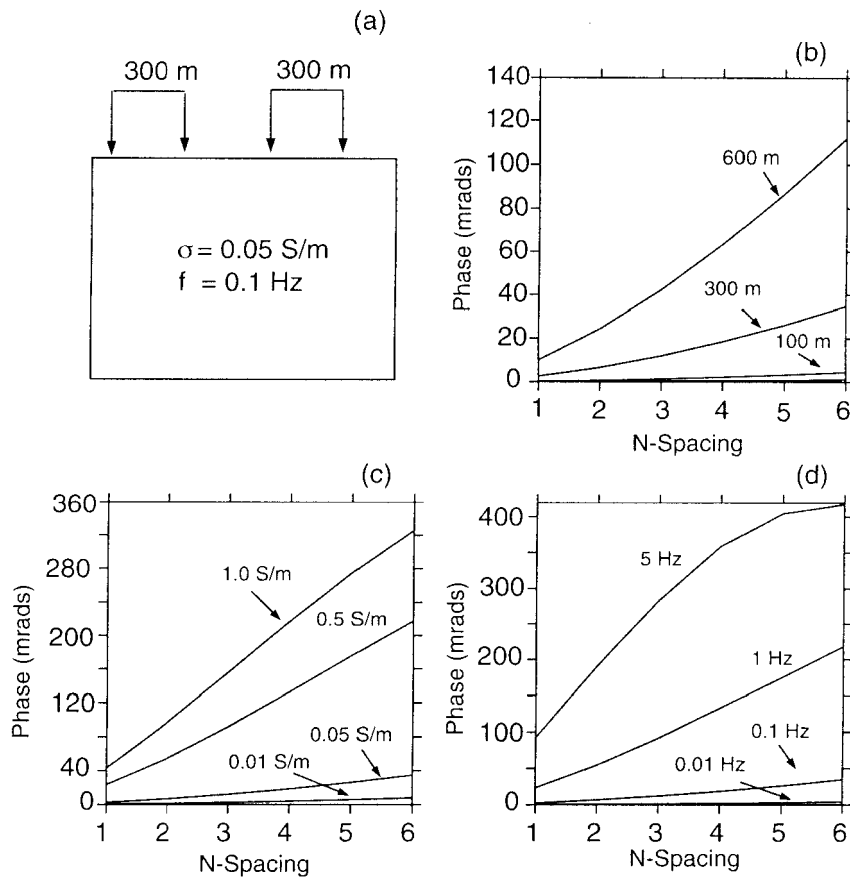 (a)
300 m 300 m
σ = 0.05 S/m
f = 0.1 Hz
(b)
140
120
100
80
60
40
20
0
Phase (mrads)
600 m
300 m
100 m
1 2 3 4 5 6
N-Spacing
(c)
360
280
200
120
40
0
Phase (mrads)
1.0 S/m
0.5 S/m
0.05 S/m
0.01 S/m
1 2 3 4 5 6
N-Spacing
(d)
400
300
200
100
0
Phase (mrads)
5 Hz
1 Hz
0.1 Hz
0.01 Hz
1 2 3 4 5 6
N-Spacing